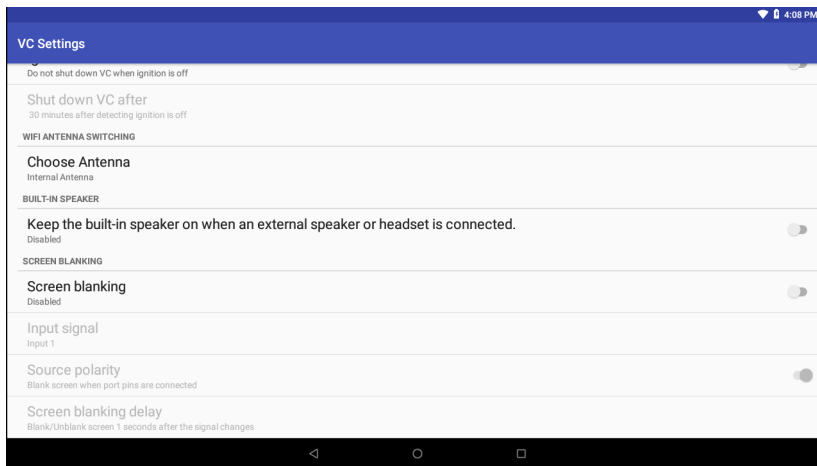 4:08 PM
VC Settings
Do not shut down VC when ignition is off
Shut down VC after
30 minutes after detecting ignition is off
WIFI ANTENNA SWITCHING
Choose Antenna
Internal Antenna
BUILT-IN SPEAKER
Keep the built-in speaker on when an external speaker or headset is connected.
Disabled
SCREEN BLANKING
Screen blanking
Disabled
Input signal
Input 1
Source polarity
Blank screen when port pins are connected
Screen blanking delay
Blank/Unblank screen 1 seconds after the signal changes